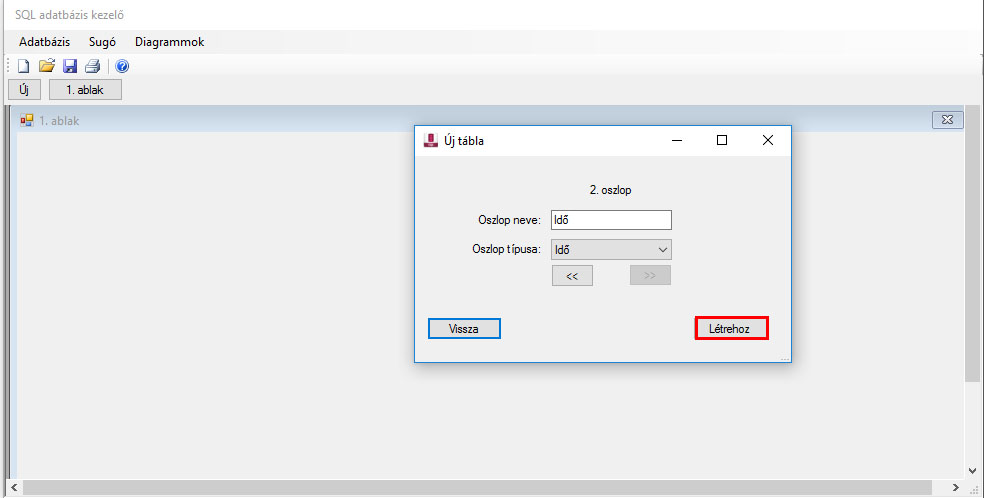 SQL adatbázis kezelő
Adatbázis Sugó Diagrammok
Új 1. ablak
1. ablak
Új tábla
2. oszlop
Oszlop neve: Idő
Oszlop típusa: Idő
<< >>
Vissza Létrehoz